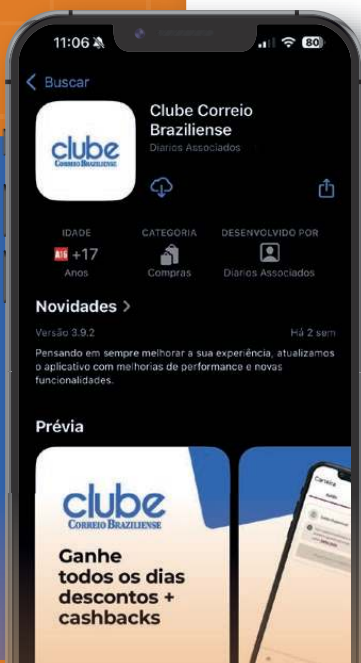 11:06
80
Buscar
clube
CORREIO BRAZILIENSE
Clube Correio
Braziliense
Diarios Associados
IDADE
A16 +17
Anos
CATEGORIA
Compras
DESENVOLVIDO POR
Diarios Associados
Novidades >
Versão 3.9.2
Há 2 sem
Pensando em sempre melhorar a sua experiência, atualizamos
o aplicativo com melhorias de performance e novas
funcionalidades.
Prévia
clube
CORREIO BRAZILIENSE
Ganhe
todos os dias
descontos +
cashbacks
Carteira